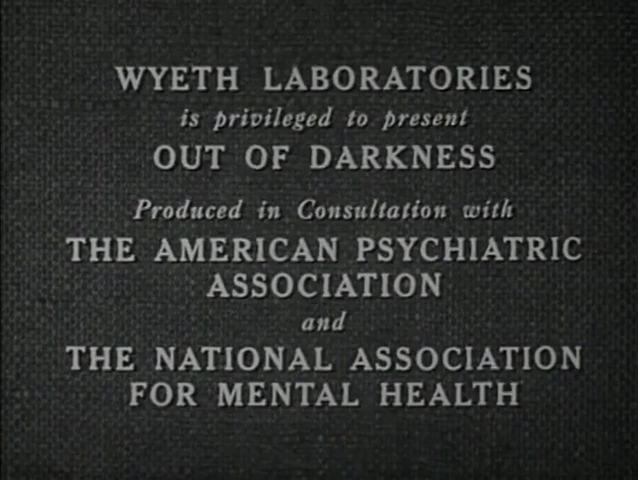 WYETH LABORATORIES
is privileged to present
OUT OF DARKNESS
Produced in Consultation with
THE AMERICAN PSYCHIATRIC
ASSOCIATION
and
THE NATIONAL ASSOCIATION
FOR MENTAL HEALTH